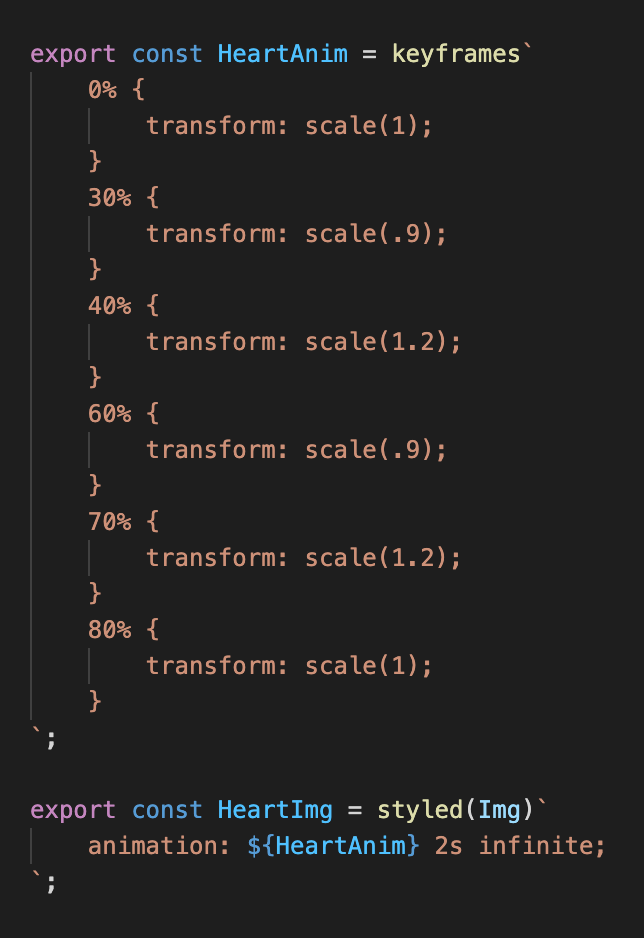 export const HeartAnim = keyframes`
    0% {
        transform: scale(1);
    }
    30% {
        transform: scale(.9);
    }
    40% {
        transform: scale(1.2);
    }
    60% {
        transform: scale(.9);
    }
    70% {
        transform: scale(1.2);
    }
    80% {
        transform: scale(1);
    }
`;

export const HeartImg = styled(Img)`
    animation: ${HeartAnim} 2s infinite;
`;